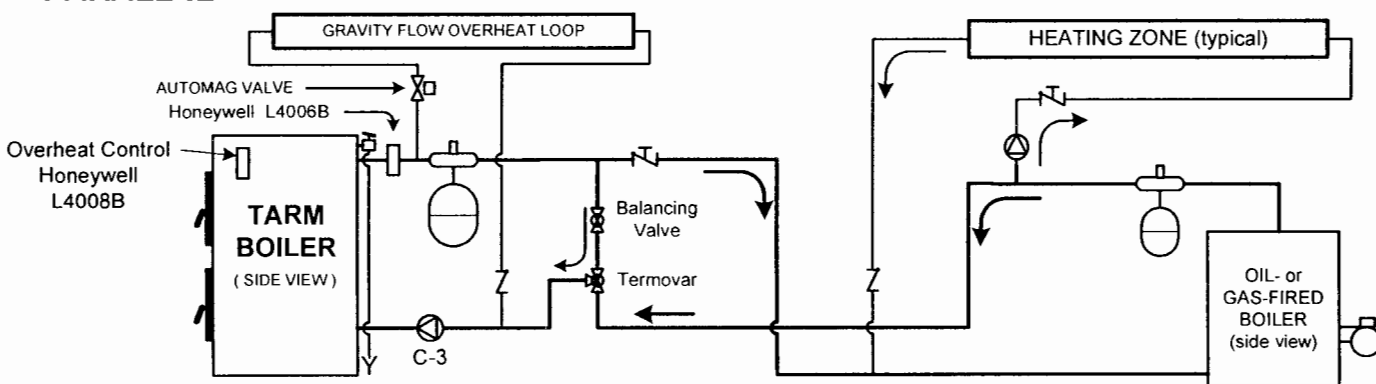 GRAVITY FLOW OVERHEAT LOOP
HEATING ZONE (typical)
AUTOMAG VALVE
Honeywell L4006B
Overheat Control
Honeywell
L4008B
TARM
BOILER
( SIDE VIEW )
Balancing
Valve
Termovar
C-3
OIL- or
GAS-FIRED
BOILER
(side view)